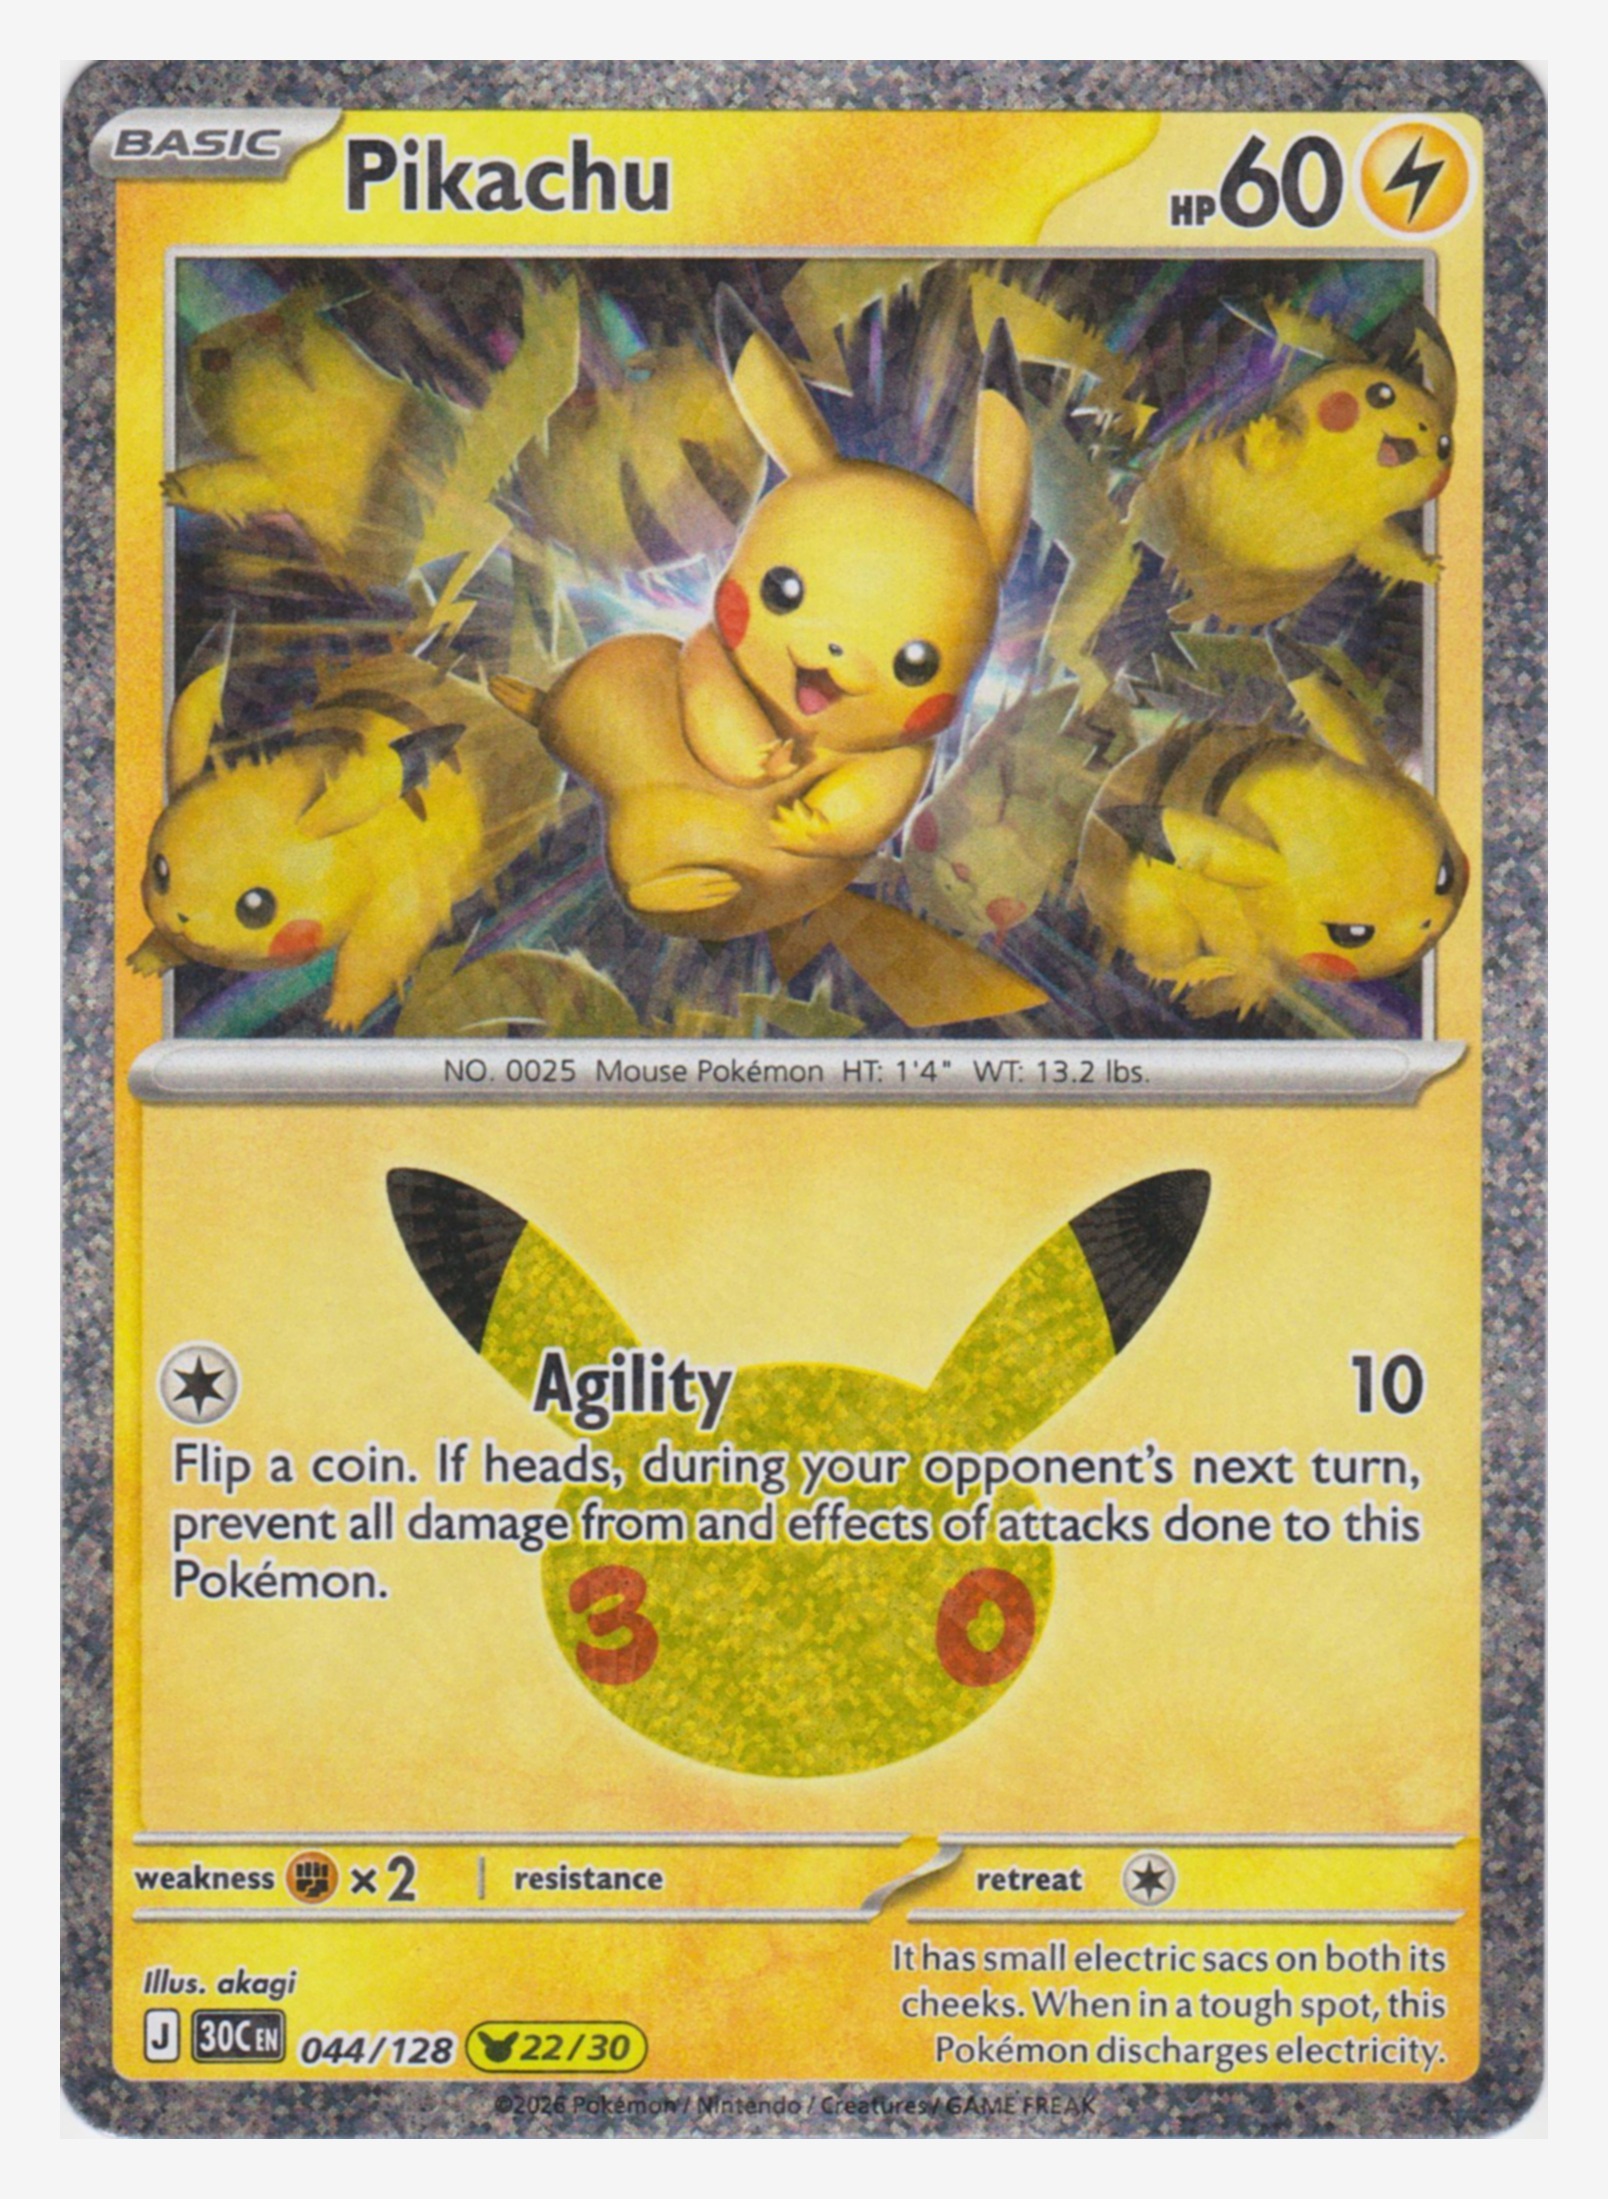 BASIC
Pikachu
HP60
NO. 0025 Mouse Pokémon HT: 1'4" WT: 13.2 lbs.
Agility 10
Flip a coin. If heads, during your opponent's next turn,
prevent all damage from and effects of attacks done to this
Pokémon.
30
weakness ×2 resistance retreat
Illus. akagi
J 30C EN 044/128 22/30
It has small electric sacs on both its
cheeks. When in a tough spot, this
Pokémon discharges electricity.
©2026 Pokémon / Nintendo / Creatures / GAME FREAK